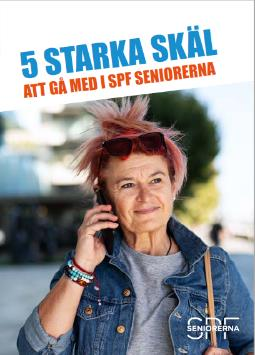 5 STARKA SKÄL
ATT GÅ MED I SPF SENIORERNA
SPF
SENIORERNA